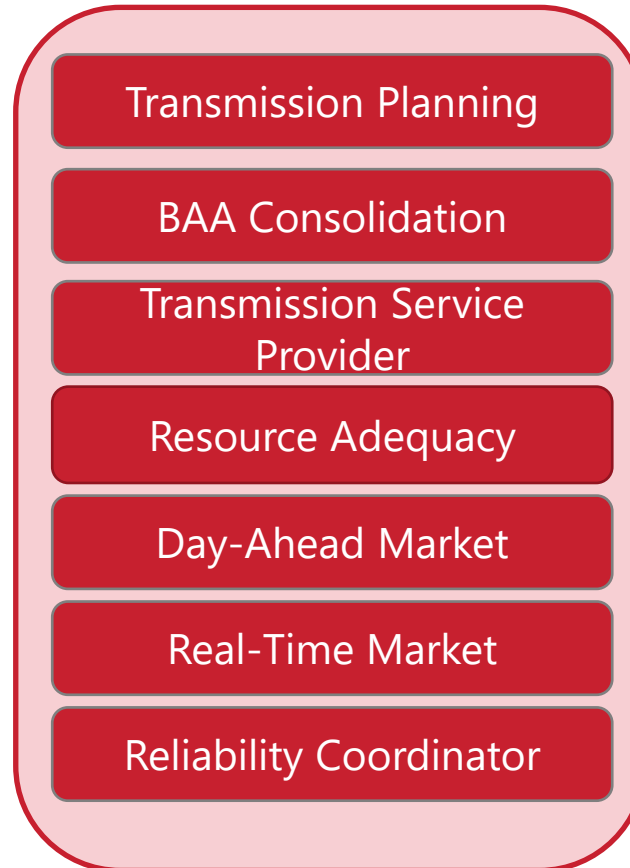 Transmission Planning
BAA Consolidation
Transmission Service
Provider
Resource Adequacy
Day-Ahead Market
Real-Time Market
Reliability Coordinator